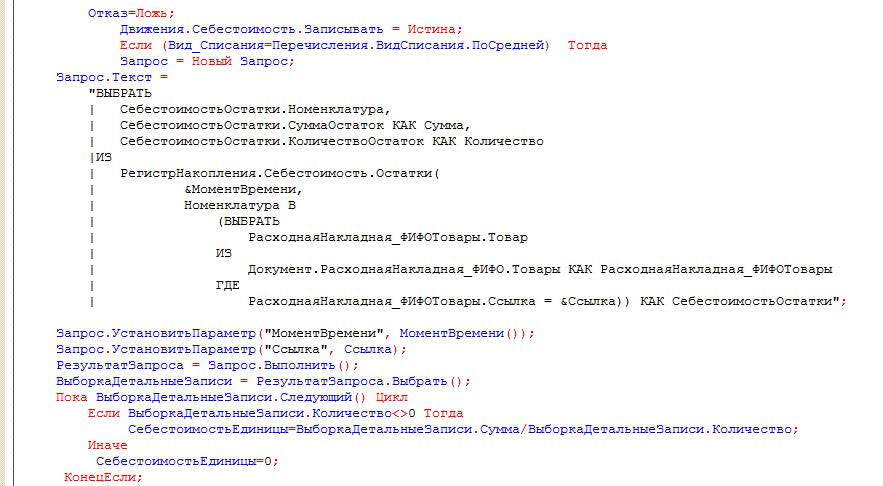 Отказ=Ложь;
Движения.Себестоимость.Записывать = Истина;
Если (Вид_Списания=Перечисления.ВидСписания.ПоСредней)  Тогда
Запрос = Новый Запрос;
Запрос.Текст =
"ВЫБРАТЬ
|   СебестоимостьОстатки.Номенклатура,
|   СебестоимостьОстатки.СуммаОстаток КАК Сумма,
|   СебестоимостьОстатки.КоличествоОстаток КАК Количество
|ИЗ
|   РегистрНакопления.Себестоимость.Остатки(
|           &МоментВремени,
|           Номенклатура В
|               (ВЫБРАТЬ
|                   РасходнаяНакладная_ФИФОТовары.Товар
|               ИЗ
|                   Документ.РасходнаяНакладная_ФИФО.Товары КАК РасходнаяНакладная_ФИФОТовары
|               ГДЕ
|                   РасходнаяНакладная_ФИФОТовары.Ссылка = &Ссылка)) КАК СебестоимостьОстатки";
Запрос.УстановитьПараметр("МоментВремени", МоментВремени());
Запрос.УстановитьПараметр("Ссылка", Ссылка);
РезультатЗапроса = Запрос.Выполнить();
ВыборкаДетальныеЗаписи = РезультатЗапроса.Выбрать();
Пока ВыборкаДетальныеЗаписи.Следующий() Цикл
Если ВыборкаДетальныеЗаписи.Количество<>0 Тогда
СебестоимостьЕдиницы=ВыборкаДетальныеЗаписи.Сумма/ВыборкаДетальныеЗаписи.Количество;
Иначе
СебестоимостьЕдиницы=0;
КонецЕсли;